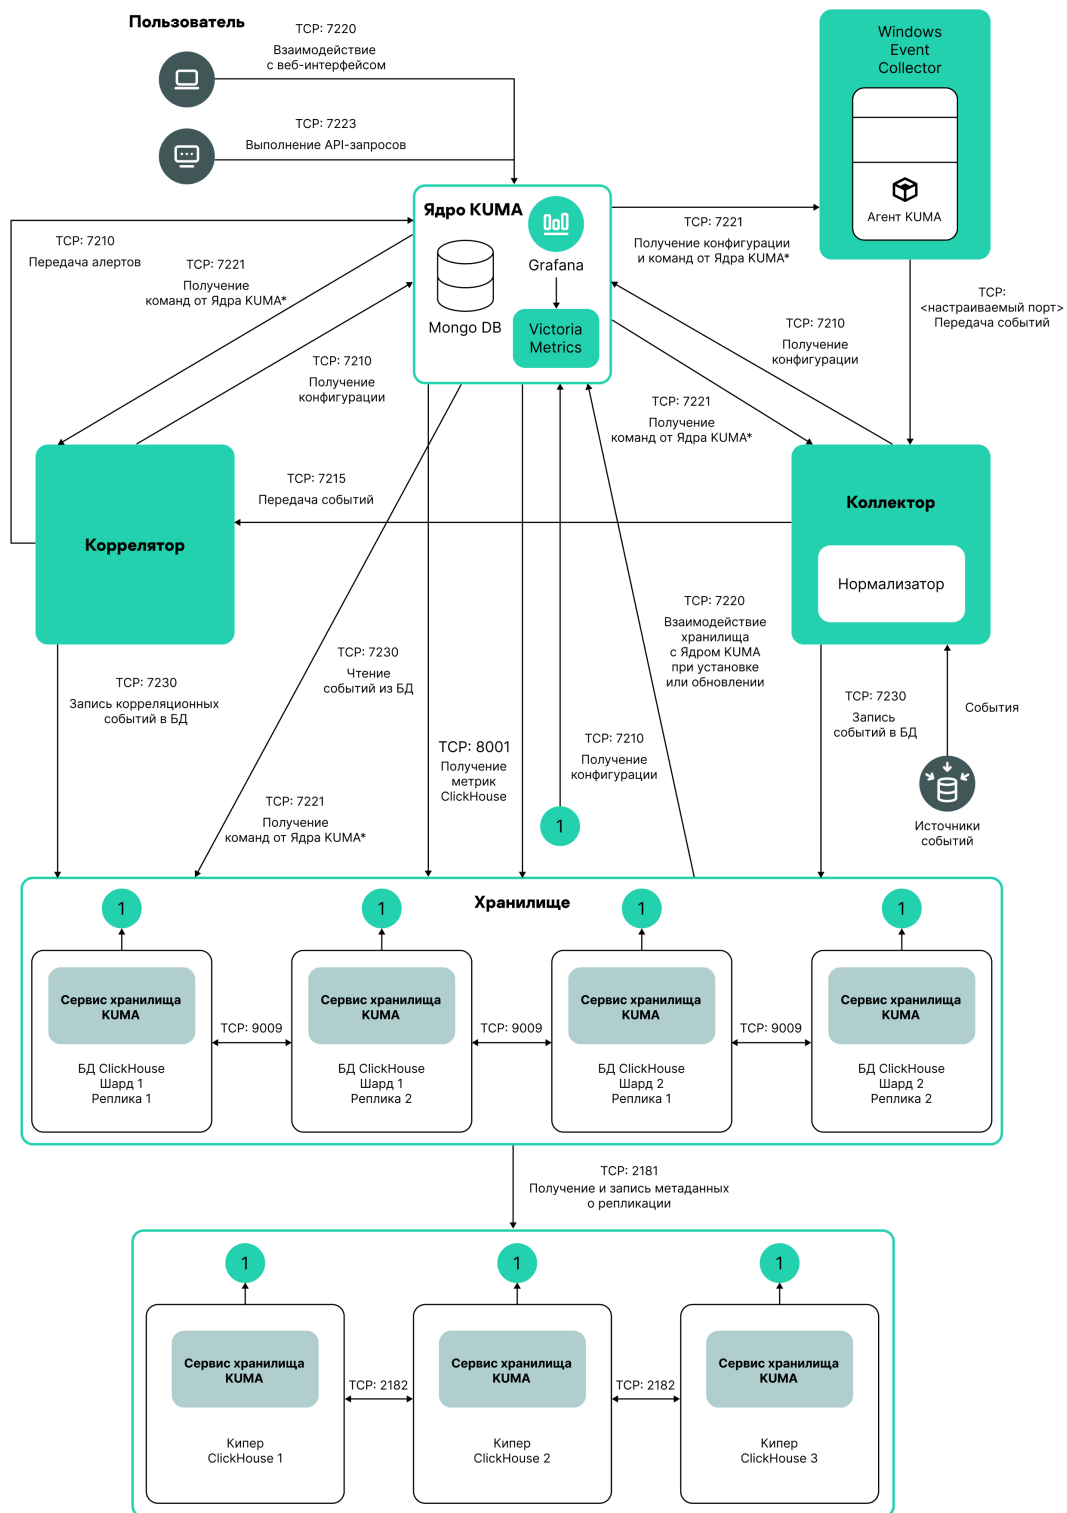 Пользователь
TCP: 7220
Взаимодействие
с веб-интерфейсом
TCP: 7223
Выполнение API-запросов
Windows
Event
Collector
Агент KUMA
Ядро KUMA
Grafana
Mongo DB
Victoria
Metrics
TCP: 7210
Передача алертов
TCP: 7221
Получение
команд от Ядра KUMA*
TCP: 7221
Получение конфигурации
и команд от Ядра KUMA*
TCP:
<настраиваемый порт>
Передача событий
TCP: 7210
Получение
конфигурации
TCP: 7210
Получение
конфигурации
TCP: 7221
Получение
команд от Ядра KUMA*
TCP: 7215
Передача событий
Коррелятор
Коллектор
Нормализатор
TCP: 7220
Взаимодействие
хранилища
с Ядром KUMA
при установке
или обновлении
TCP: 7230
Чтение
событий из БД
TCP: 7230
Запись корреляционных
событий в БД
TCP: 7230
Запись
событий в БД
События
TCP: 8001
Получение
метрик
ClickHouse
TCP: 7210
Получение
конфигурации
1
TCP: 7221
Получение
команд от Ядра KUMA*
Источники
событий
Хранилище
1
1
1
1
Сервис хранилища
KUMA
Сервис хранилища
KUMA
Сервис хранилища
KUMA
Сервис хранилища
KUMA
TCP: 9009
TCP: 9009
TCP: 9009
БД ClickHouse
Шард 1
Реплика 1
БД ClickHouse
Шард 1
Реплика 2
БД ClickHouse
Шард 2
Реплика 1
БД ClickHouse
Шард 2
Реплика 2
TCP: 2181
Получение и запись метаданных
о репликации
1
1
1
Сервис хранилища
KUMA
Сервис хранилища
KUMA
Сервис хранилища
KUMA
TCP: 2182
TCP: 2182
Кипер
ClickHouse 1
Кипер
ClickHouse 2
Кипер
ClickHouse 3